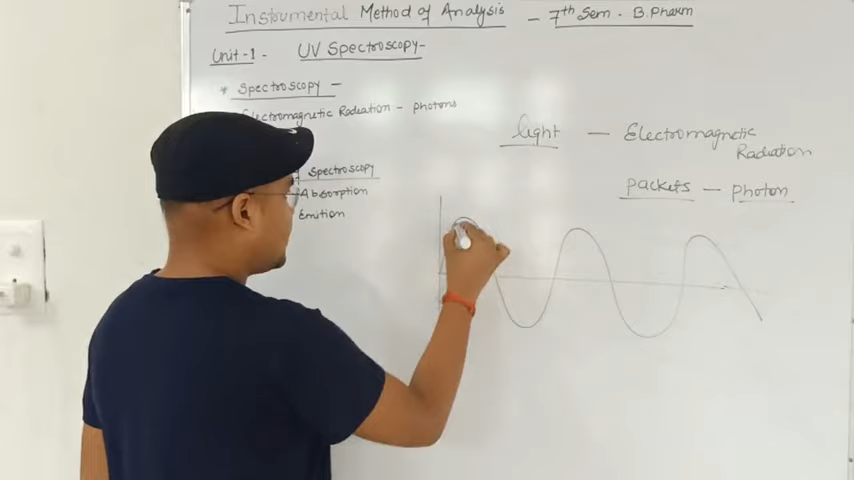 Instrumental Method of Analysis - 7th Sem. B.Pharm
Unit-1 - UV Spectroscopy-
* Spectroscopy -
Electromagnetic Radiation - photons
Spectroscopy
Absorption
Emition
light - Electromagnetic
Radiation
Packets - Photon